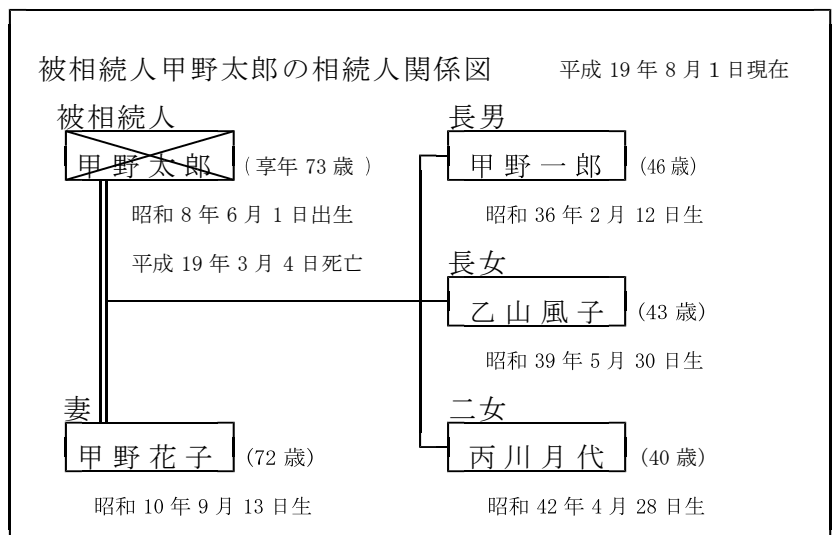 被相続人甲野太郎の相続人関係図 平成 19 年 8 月 1 日現在
被相続人
甲野太郎 (享年 73 歳 )
昭和 8 年 6 月 1 日出生
平成 19 年 3 月 4 日死亡
妻
甲野花子 (72 歳)
昭和 10 年 9 月 13 日生
長男
甲野一郎 (46 歳)
昭和 36 年 2 月 12 日生
長女
乙山風子 (43 歳)
昭和 39 年 5 月 30 日生
二女
丙川月代 (40 歳)
昭和 42 年 4 月 28 日生